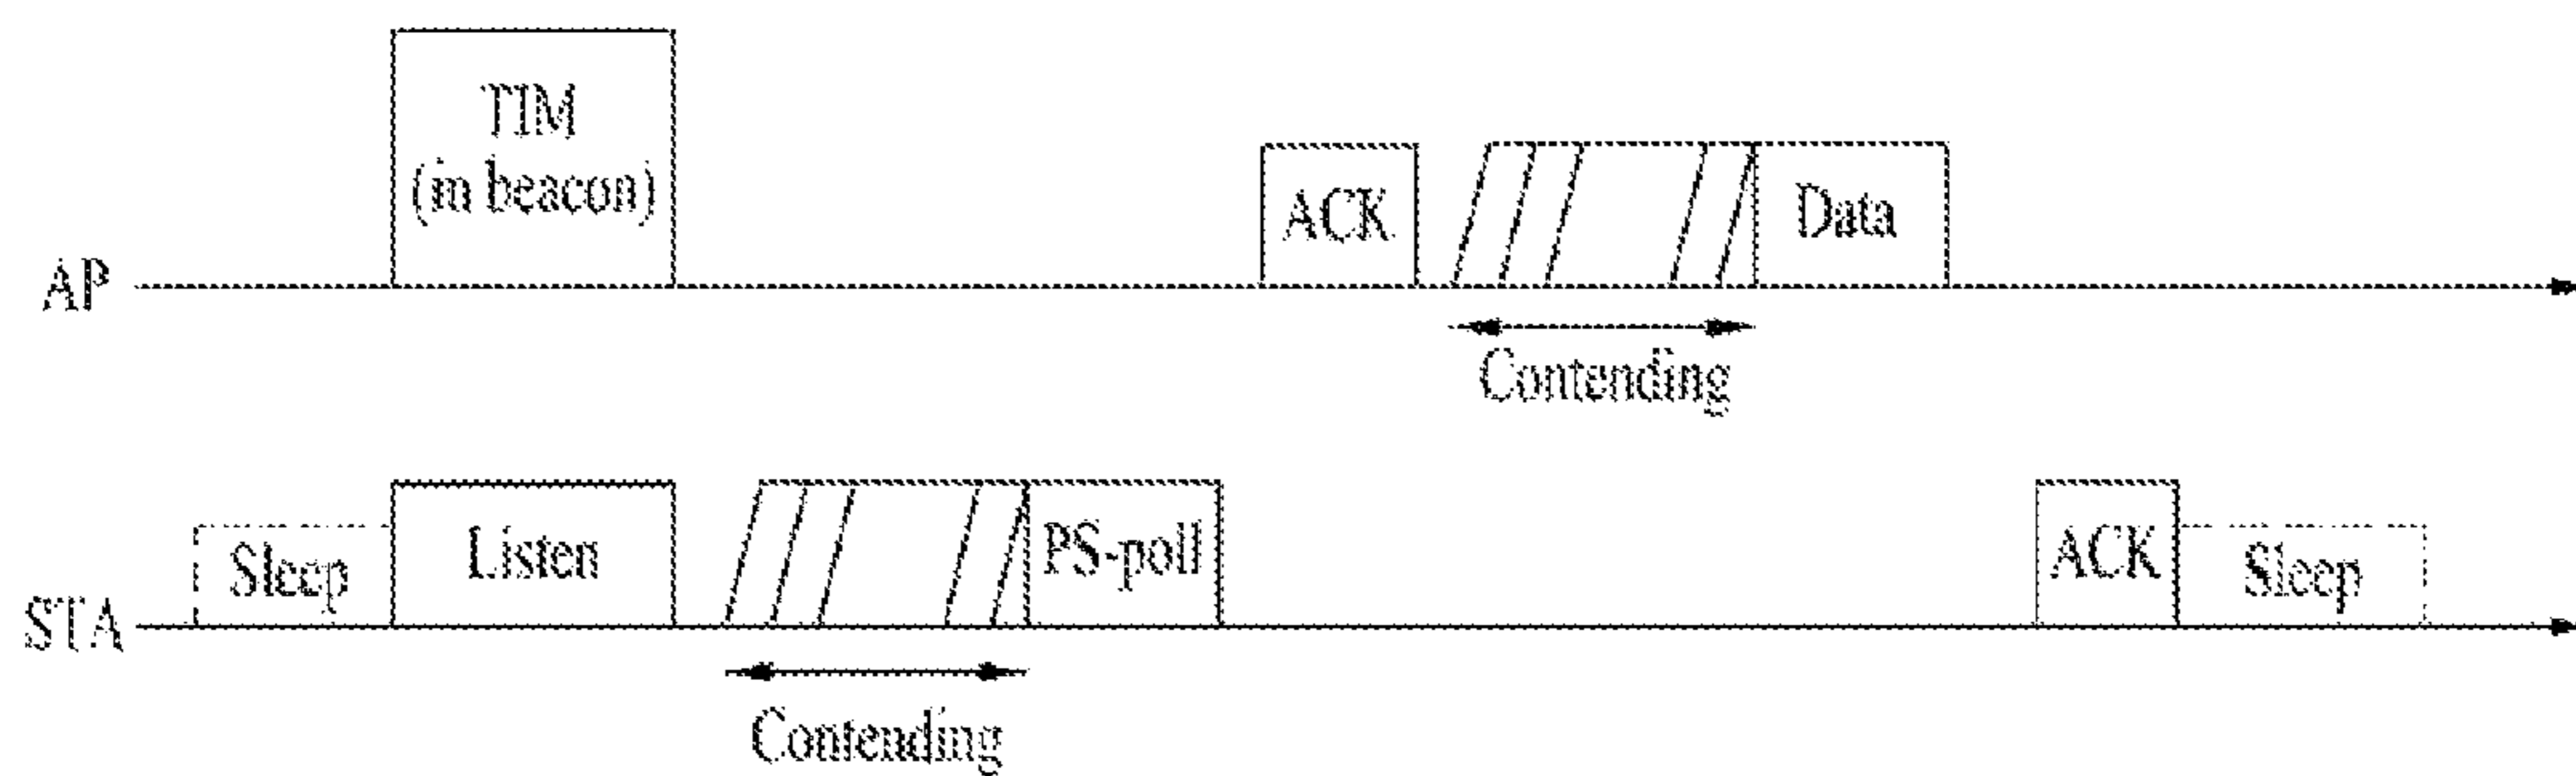 TIM
(in beacon)
ACK
Data
AP
Contending
Sleep
Listen
PS-poll
ACK
Sleep
STA
Contending